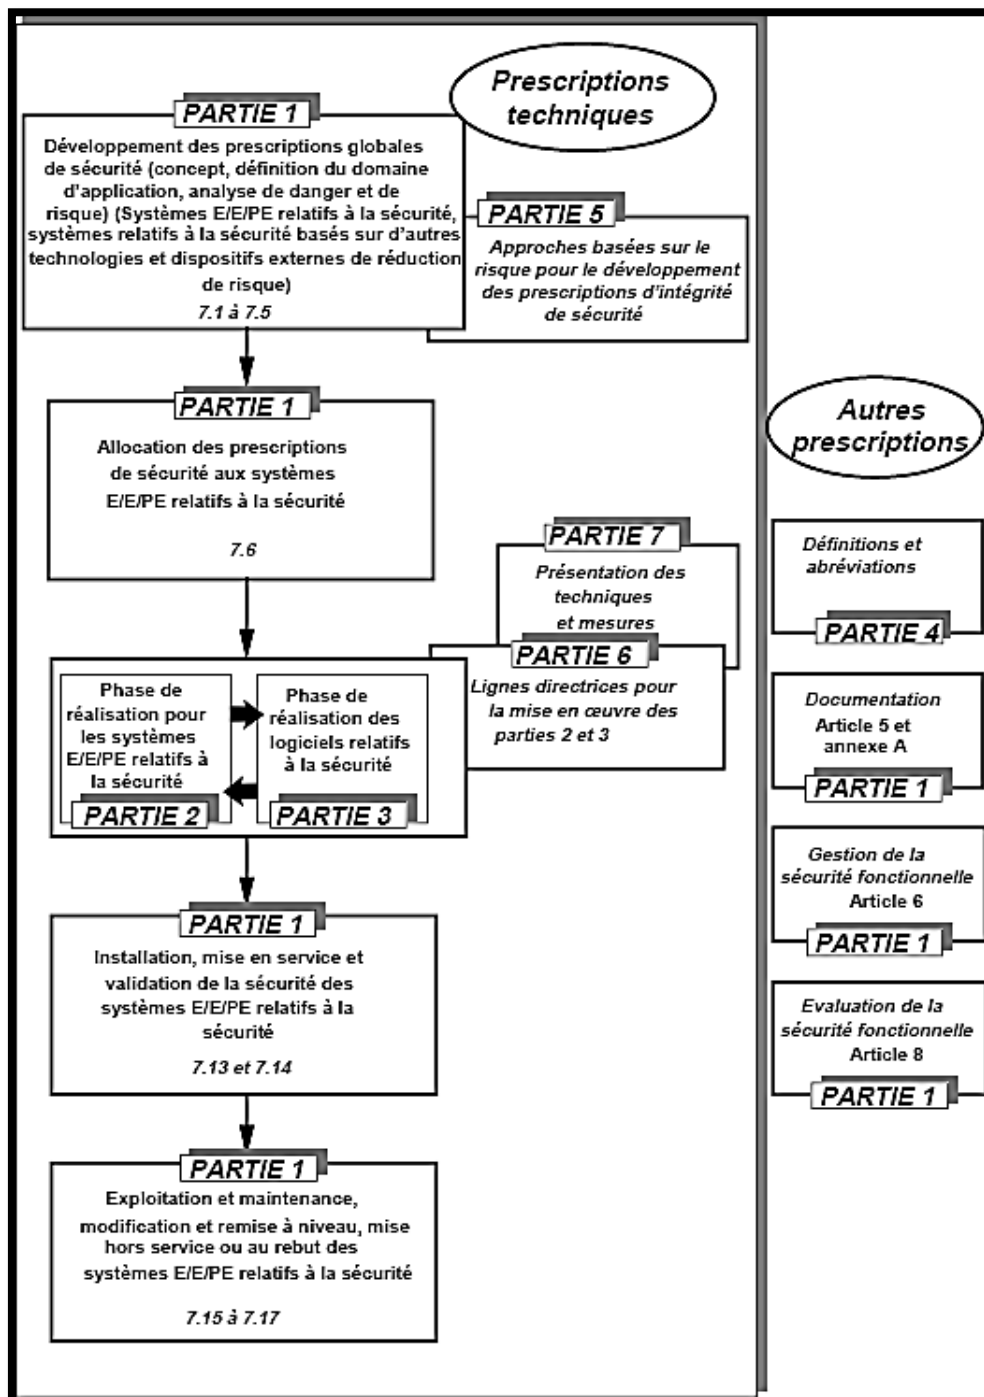 Prescriptions
techniques
PARTIE 1
Développement des prescriptions globales
de sécurité (concept, définition du domaine
d'application, analyse de danger et de
risque) (Systèmes E/E/PE relatifs à la sécurité,
systèmes relatifs à la sécurité basés sur d'autres
technologies et dispositifs externes de réduction
de risque)
7.1 à 7.5
PARTIE 5
Approches basées sur le
risque pour le développement
des prescriptions d'intégrité
de sécurité
PARTIE 1
Allocation des prescriptions
de sécurité aux systèmes
E/E/PE relatifs à la sécurité
7.6
PARTIE 7
Présentation des
techniques
et mesures
PARTIE 6
Lignes directrices pour
la mise en œuvre des
parties 2 et 3
Phase de
réalisation pour
les systèmes
E/E/PE relatifs à
la sécurité
PARTIE 2
Phase de
réalisation des
logiciels relatifs
à la sécurité
PARTIE 3
PARTIE 1
Installation, mise en service et
validation de la sécurité des
systèmes E/E/PE relatifs à la
sécurité
7.13 et 7.14
PARTIE 1
Exploitation et maintenance,
modification et remise à niveau, mise
hors service ou au rebut des
systèmes E/E/PE relatifs à la sécurité
7.15 à 7.17
Autres
prescriptions
Définitions et
abréviations
PARTIE 4
Documentation
Article 5 et
annexe A
PARTIE 1
Gestion de la
sécurité fonctionnelle
Article 6
PARTIE 1
Evaluation de la
sécurité fonctionnelle
Article 8
PARTIE 1